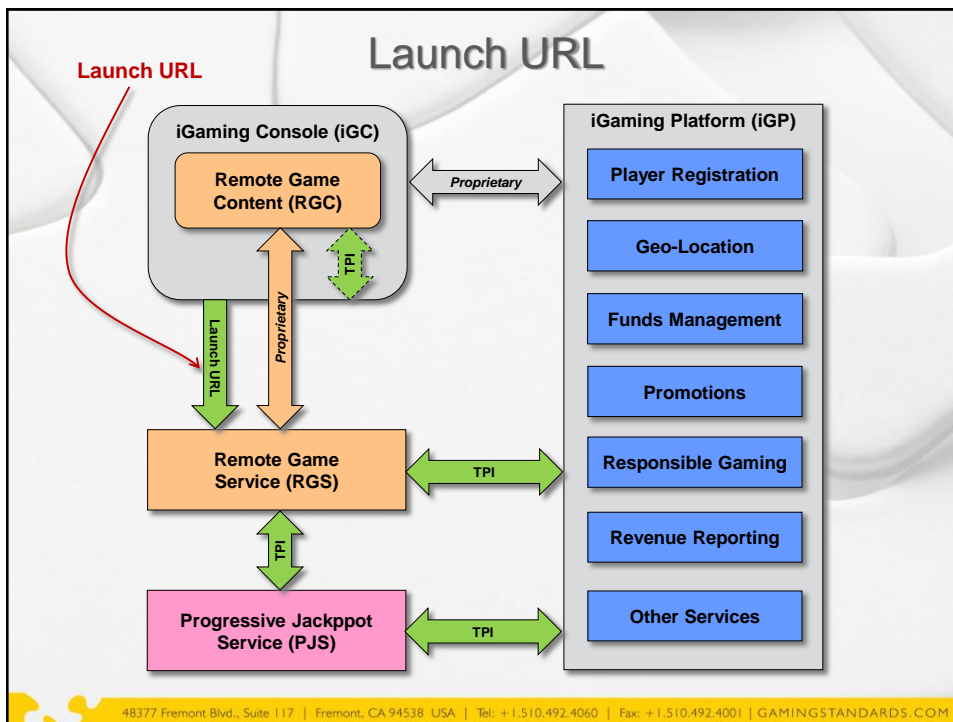 Launch URL
Launch URL
iGaming Console (iGC)
Remote Game
Content (RGC)
TPI
Proprietary
Launch URL
Proprietary
Remote Game
Service (RGS)
TPI
TPI
Progressive Jackppot
Service (PJS)
TPI
iGaming Platform (iGP)
Player Registration
Geo-Location
Funds Management
Promotions
Responsible Gaming
Revenue Reporting
Other Services
48377 Fremont Blvd., Suite 117 | Fremont, CA 94538 USA | Tel: +1.510.492.4060 | Fax: +1.510.492.4001 | GAMINGSTANDARDS.COM